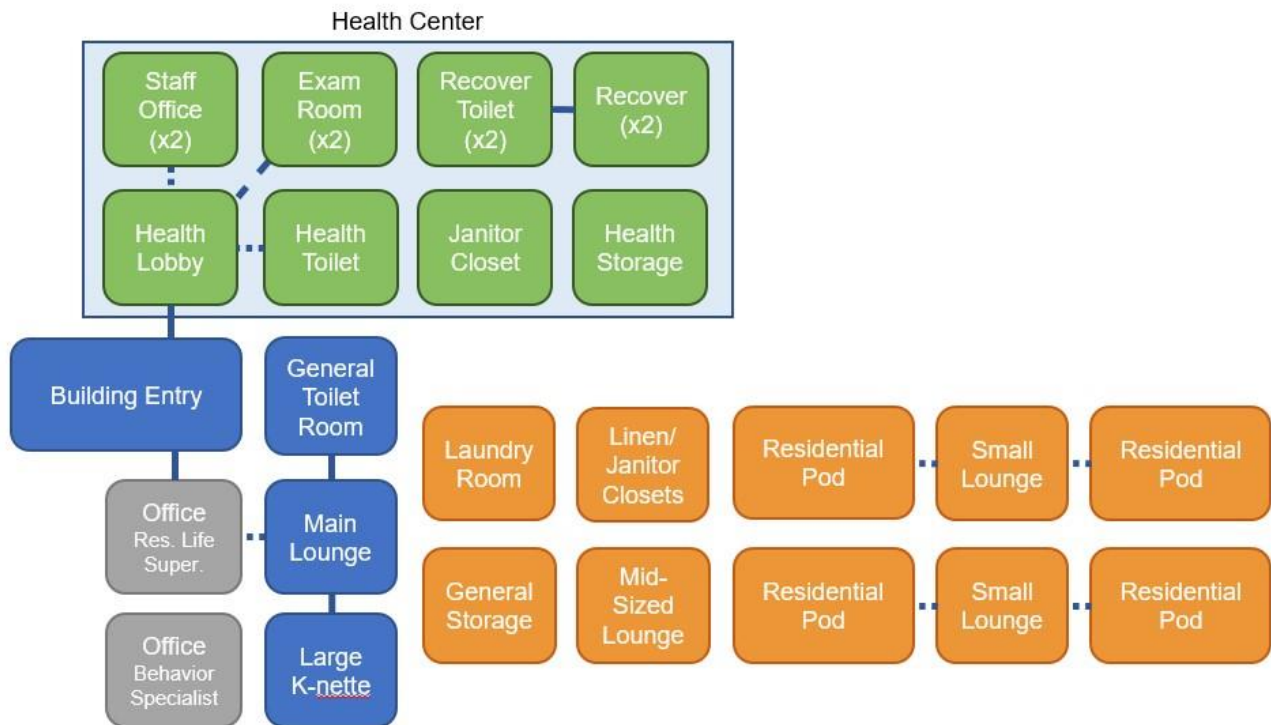 Health Center
Staff
Office
(x2)
Exam
Room
(x2)
Recover
Toilet
(x2)
Recover
(x2)
Health
Lobby
Health
Toilet
Janitor
Closet
Health
Storage
Building Entry
General
Toilet
Room
Laundry
Room
Linen/
Janitor
Closets
Residential
Pod
Small
Lounge
Residential
Pod
Office
Res. Life
Super.
Main
Lounge
General
Storage
Mid-
Sized
Lounge
Residential
Pod
Small
Lounge
Residential
Pod
Office
Behavior
Specialist
Large
K-nette